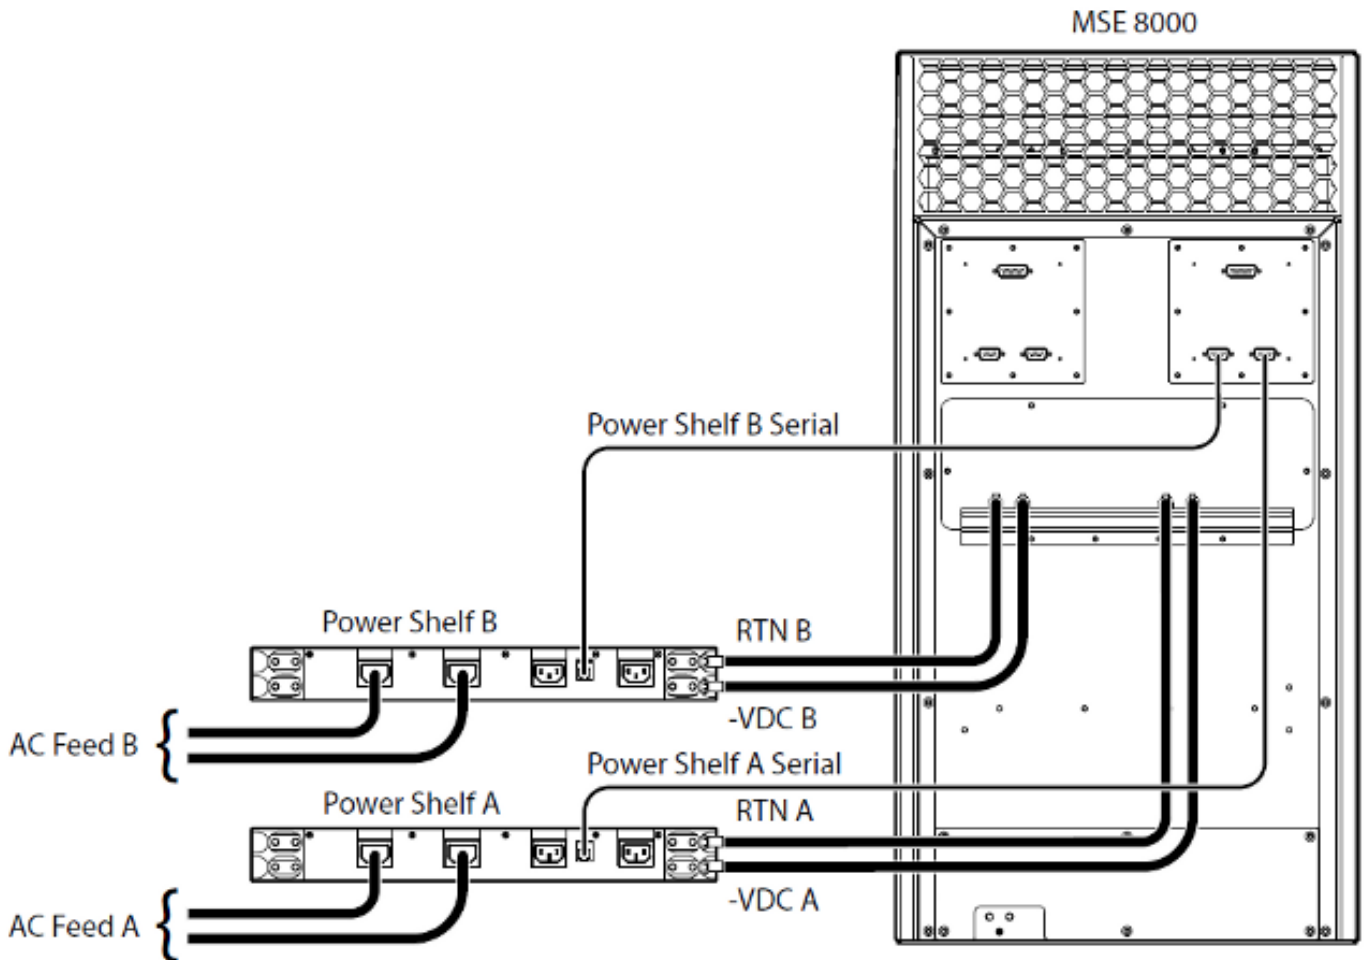 MSE 8000
Power Shelf B Serial
Power Shelf B
RTN B
-VDC B
AC Feed B
Power Shelf A Serial
Power Shelf A
RTN A
-VDC A
AC Feed A